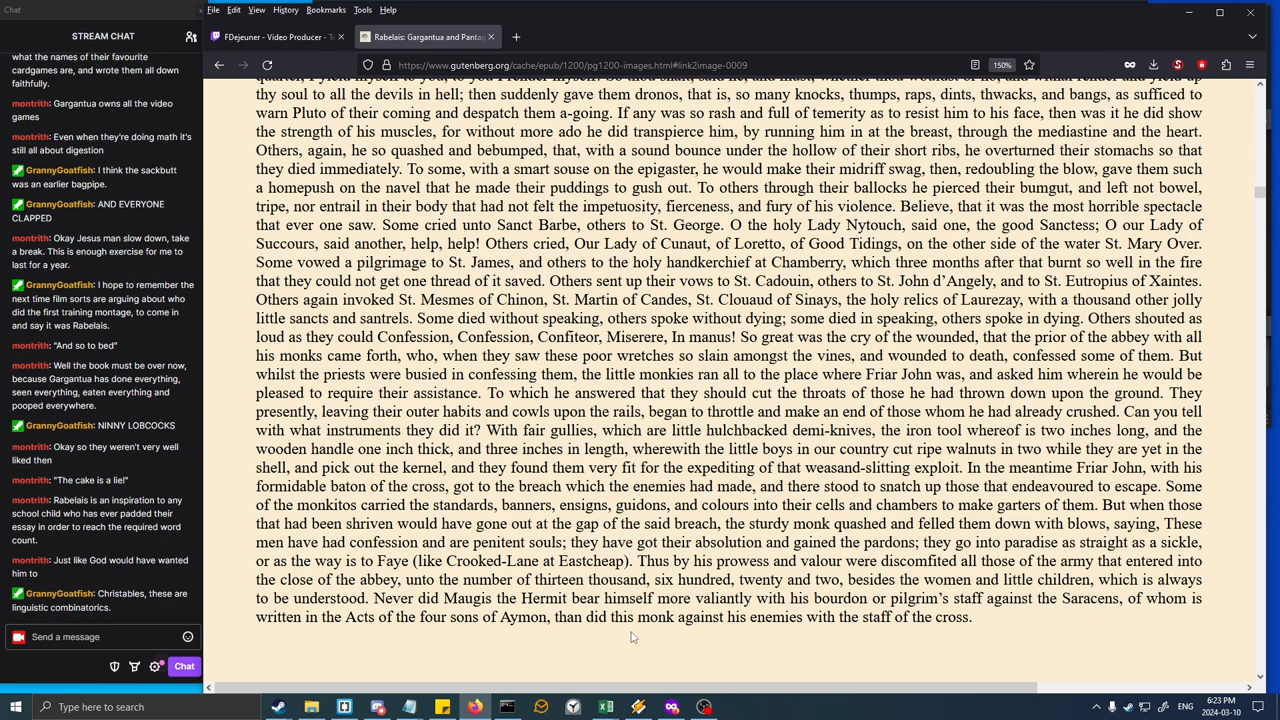 Chat
STREAM CHAT
what the names of their favourite
cardgames are, and wrote them all down
faithfully.
montrith: Gargantua owns all the video
games
montrith: Even when they're doing math it's
still all about digestion
GrannyGoatfish: I think the sackbutt
was an earlier bagpipe.
GrannyGoatfish: AND EVERYONE
CLAPPED
montrith: Okay Jesus man slow down, take
a break. This is enough exercise for me to
last for a year.
GrannyGoatfish: I hope to remember the
next time film sorts are arguing about who
did the first training montage, to come in
and say it was Rabelais.
montrith: "And so to bed"
montrith: Well the book must be over now,
because Gargantua has done everything,
seen everything, eaten everything and
pooped everywhere.
GrannyGoatfish: NINNY LOBCOCKS
montrith: Okay so they weren't very well
liked then
montrith: "The cake is a lie!"
montrith: Rabelais is an inspiration to any
school child who has ever padded their
essay in order to reach the required word
count.
montrith: Just like God would have wanted
him to
GrannyGoatfish: Christables, these are
linguistic combinatorics.
Send a message
Chat
File Edit View History Bookmarks Tools Help
FDejeuner - Video Producer - T
Rabelais: Gargantua and Pantag
https://www.gutenberg.org/cache/epub/1200/pg1200-images.html#link2image-0009
150%
thy soul to all the devils in hell; then suddenly gave them dronos, that is, so many knocks, thumps, raps, dints, thwacks, and bangs, as sufficed to
warn Pluto of their coming and despatch them a-going. If any was so rash and full of temerity as to resist him to his face, then was it he did show
the strength of his muscles, for without more ado he did transpierce him, by running him in at the breast, through the mediastine and the heart.
Others, again, he so quashed and bebumped, that, with a sound bounce under the hollow of their short ribs, he overturned their stomachs so that
they died immediately. To some, with a smart souse on the epigaster, he would make their midriff swag, then, redoubling the blow, gave them such
a homepush on the navel that he made their puddings to gush out. To others through their ballocks he pierced their bumgut, and left not bowel,
tripe, nor entrail in their body that had not felt the impetuosity, fierceness, and fury of his violence. Believe, that it was the most horrible spectacle
that ever one saw. Some cried unto Sanct Barbe, others to St. George. O the holy Lady Nytouch, said one, the good Sanctess; O our Lady of
Succours, said another, help, help! Others cried, Our Lady of Cunaut, of Loretto, of Good Tidings, on the other side of the water St. Mary Over.
Some vowed a pilgrimage to St. James, and others to the holy handkerchief at Chamberry, which three months after that burnt so well in the fire
that they could not get one thread of it saved. Others sent up their vows to St. Cadouin, others to St. John d’Angely, and to St. Eutropius of Xaintes.
Others again invoked St. Mesmes of Chinon, St. Martin of Candes, St. Clouaud of Sinays, the holy relics of Laurezay, with a thousand other jolly
little sancts and santrels. Some died without speaking, others spoke without dying; some died in speaking, others spoke in dying. Others shouted as
loud as they could Confession, Confession, Confiteor, Miserere, In manus! So great was the cry of the wounded, that the prior of the abbey with all
his monks came forth, who, when they saw these poor wretches so slain amongst the vines, and wounded to death, confessed some of them. But
whilst the priests were busied in confessing them, the little monkies ran all to the place where Friar John was, and asked him wherein he would be
pleased to require their assistance. To which he answered that they should cut the throats of those he had thrown down upon the ground. They
presently, leaving their outer habits and cowls upon the rails, began to throttle and make an end of those whom he had already crushed. Can you tell
with what instruments they did it? With fair gullies, which are little hulchbacked demi-knives, the iron tool whereof is two inches long, and the
wooden handle one inch thick, and three inches in length, wherewith the little boys in our country cut ripe walnuts in two while they are yet in the
shell, and pick out the kernel, and they found them very fit for the expediting of that weasand-slitting exploit. In the meantime Friar John, with his
formidable baton of the cross, got to the breach which the enemies had made, and there stood to snatch up those that endeavoured to escape. Some
of the monkitos carried the standards, banners, ensigns, guidons, and colours into their cells and chambers to make garters of them. But when those
that had been shriven would have gone out at the gap of the said breach, the sturdy monk quashed and felled them down with blows, saying, These
men have had confession and are penitent souls; they have got their absolution and gained the pardons; they go into paradise as straight as a sickle,
or as the way is to Faye (like Crooked-Lane at Eastcheap). Thus by his prowess and valour were discomfited all those of the army that entered into
the close of the abbey, unto the number of thirteen thousand, six hundred, twenty and two, besides the women and little children, which is always
to be understood. Never did Maugis the Hermit bear himself more valiantly with his bourdon or pilgrim’s staff against the Saracens, of whom is
written in the Acts of the four sons of Aymon, than did this monk against his enemies with the staff of the cross.
Type here to search
ENG
6:23 PM
2024-03-10